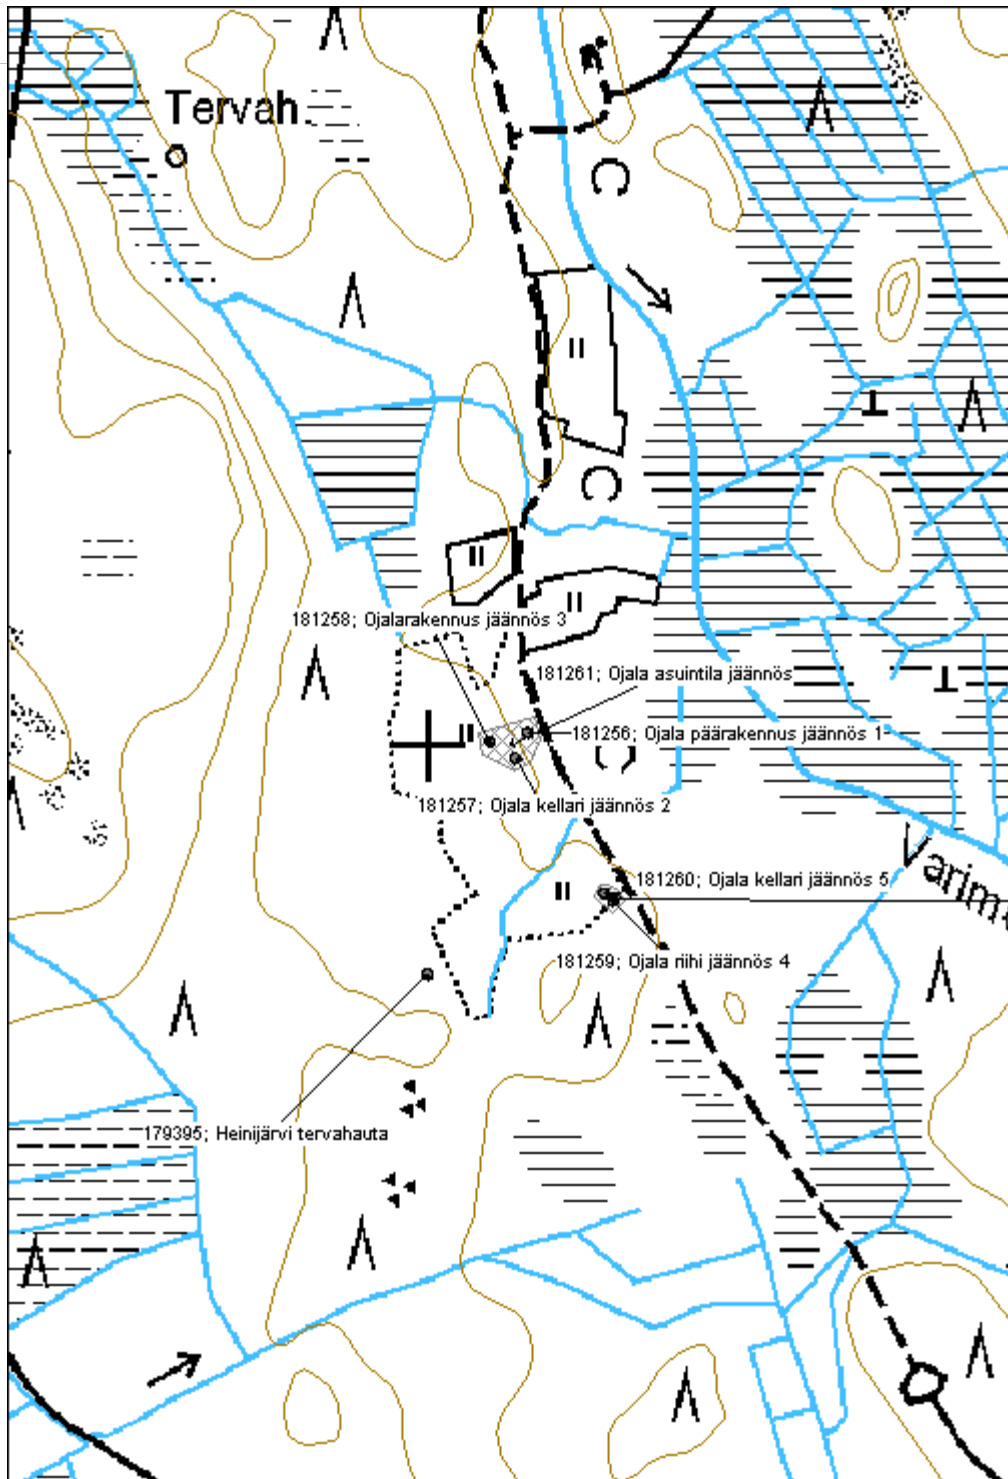 Tervah.
181258; Ojalarakennus jäännös 3
181261; Ojala asuintila jäännös
181256; Ojala päärakennus jäännös 1
181257; Ojala kellari jäännös 2
181260; Ojala kellari jäännös 5
181259; Ojala riihi jäännös 4
179395; Heinijärvi tervahauta